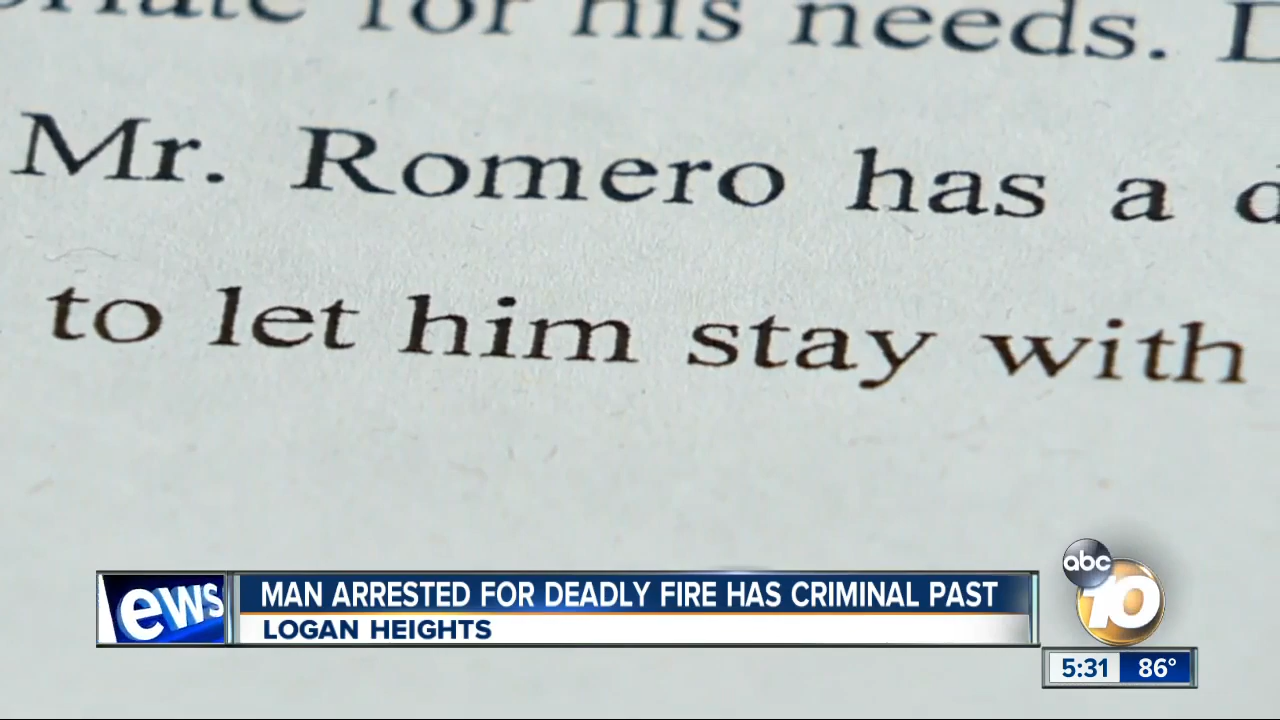 for his needs.
Mr. Romero has a
to let him stay with
MAN ARRESTED FOR DEADLY FIRE HAS CRIMINAL PAST
LOGAN HEIGHTS
abc
10
5:31 86°